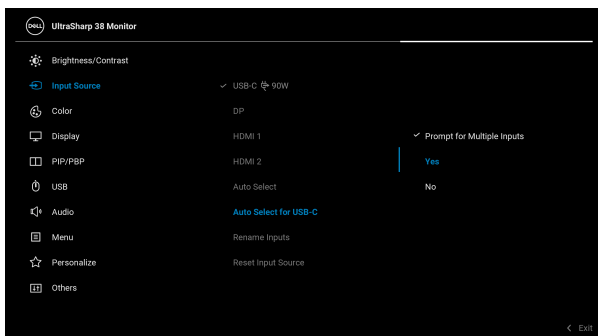 DELL UltraSharp 38 Monitor
Brightness/Contrast
Input Source
Color
Display
PIP/PBP
USB
Audio
Menu
Personalize
Others
USB-C 90W
DP
HDMI 1
HDMI 2
Auto Select
Auto Select for USB-C
Rename Inputs
Reset Input Source
Prompt for Multiple Inputs
Yes
No
Exit